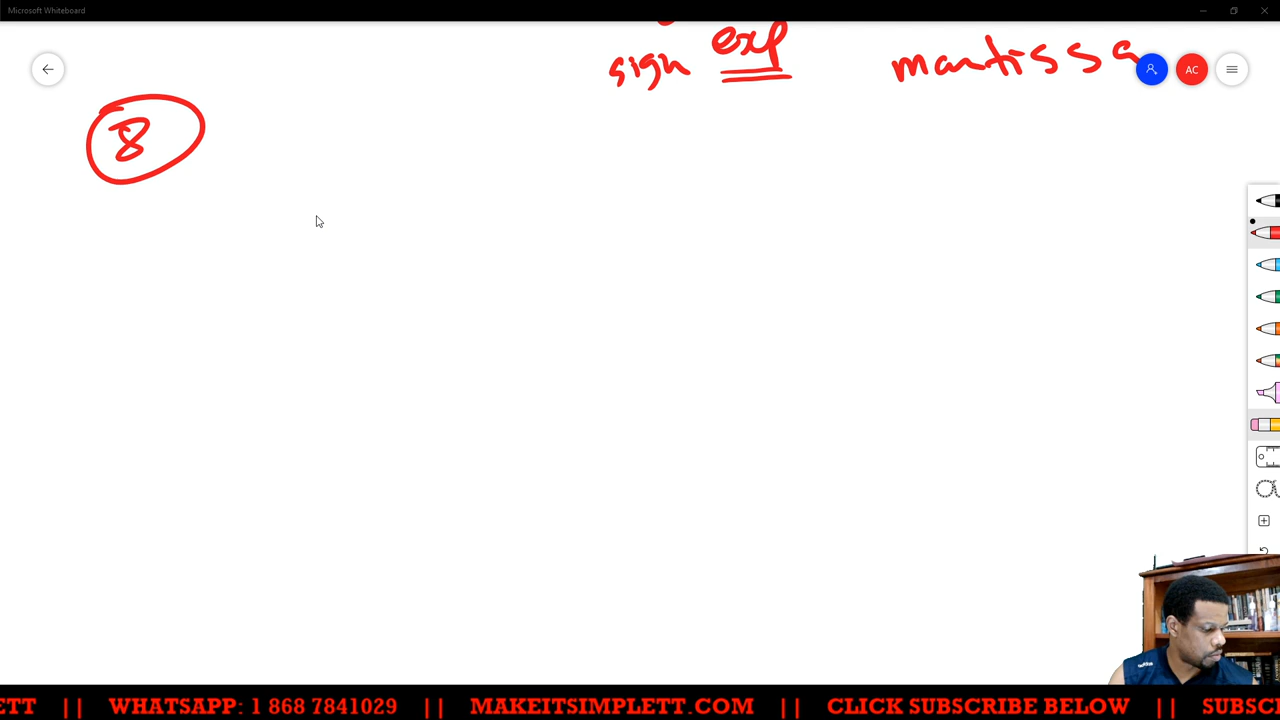 Microsoft Whiteboard
sign exp mantissa
AC
8
ETT || WHATSAPP: 1 868 7841029 || MAKEITSIMPLETT.COM || CLICK SUBSCRIBE BELOW || SUBSC